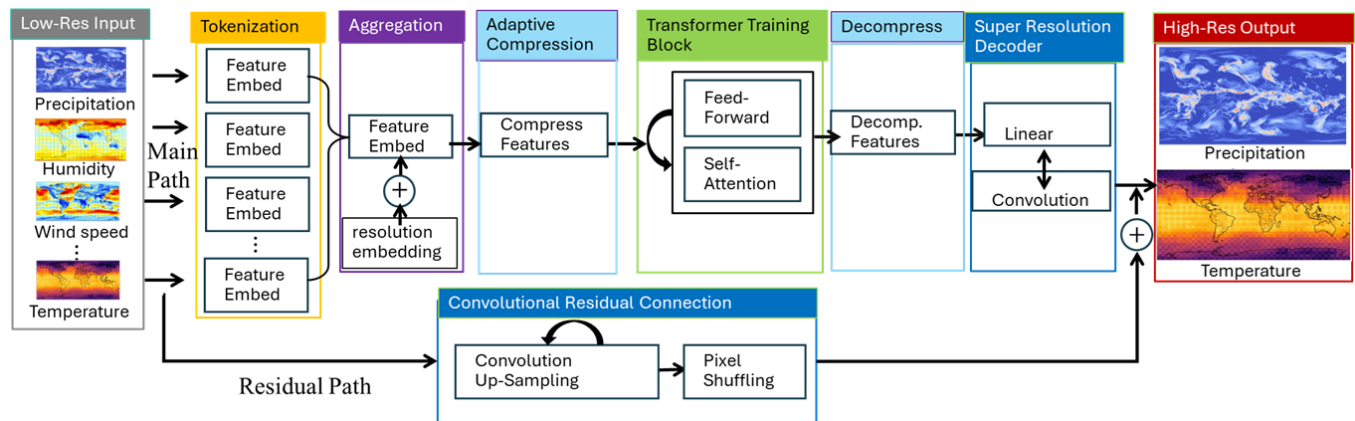 Low-Res Input
Precipitation
Humidity
Wind speed
Temperature
Main
Path
Tokenization
Feature
Embed
Feature
Embed
Feature
Embed
Feature
Embed
Aggregation
Feature
Embed
+
resolution
embedding
Adaptive
Compression
Compress
Features
Transformer Training
Block
Feed-
Forward
Self-
Attention
Decompress
Decomp.
Features
Super Resolution
Decoder
Linear
Convolution
+
High-Res Output
Precipitation
Temperature
Residual Path
Convolutional Residual Connection
Convolution
Up-Sampling
Pixel
Shuffling